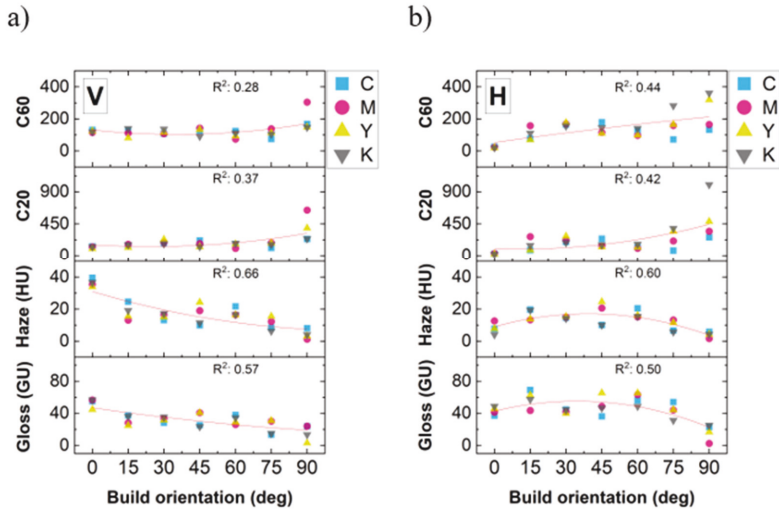 a)
b)
V
H
C60
400
200
0
R²: 0.28
C
M
Y
K
C20
900
450
0
R²: 0.37
Haze (HU)
40
20
0
R²: 0.66
Gloss (GU)
80
40
0
R²: 0.57
0 15 30 45 60 75 90
Build orientation (deg)
C60
400
200
0
R²: 0.44
C
M
Y
K
C20
900
450
0
R²: 0.42
Haze (HU)
40
20
0
R²: 0.60
Gloss (GU)
80
40
0
R²: 0.50
0 15 30 45 60 75 90
Build orientation (deg)